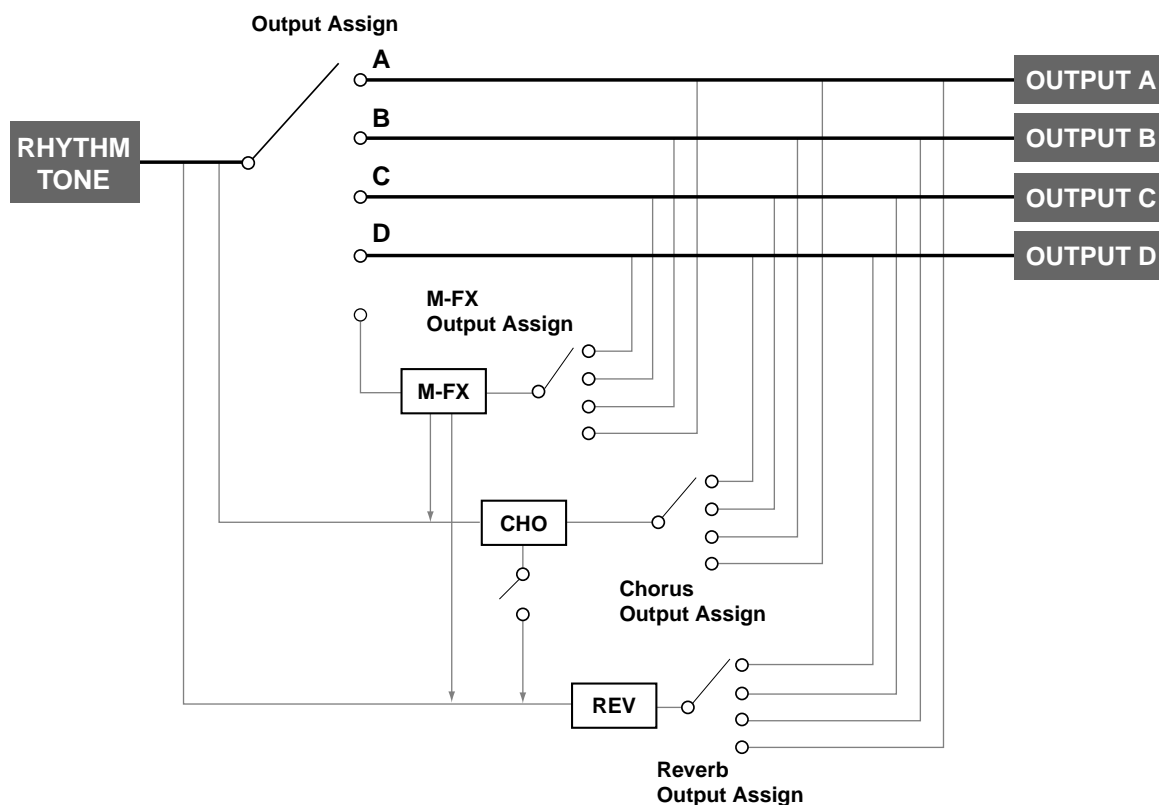 Output Assign
A
OUTPUT A
B
OUTPUT B
RHYTHM
TONE
C
OUTPUT C
D
OUTPUT D
M-FX
Output Assign
M-FX
CHO
Chorus
Output Assign
REV
Reverb
Output Assign